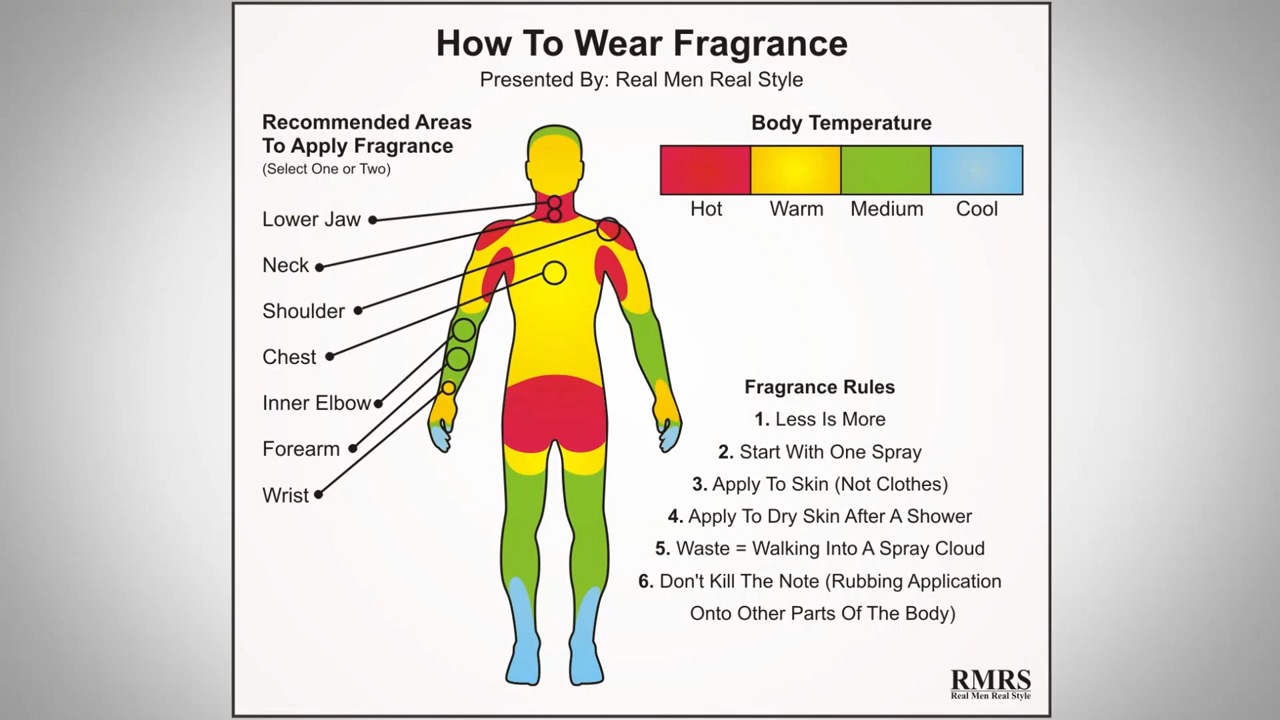 How To Wear Fragrance
Presented By: Real Men Real Style
Recommended Areas
To Apply Fragrance
(Select One or Two)
Lower Jaw
Neck
Shoulder
Chest
Inner Elbow
Forearm
Wrist
Body Temperature
Hot Warm Medium Cool
Fragrance Rules
1. Less Is More
2. Start With One Spray
3. Apply To Skin (Not Clothes)
4. Apply To Dry Skin After A Shower
5. Waste = Walking Into A Spray Cloud
6. Don't Kill The Note (Rubbing Application
Onto Other Parts Of The Body)
RMRS
Real Men Real Style